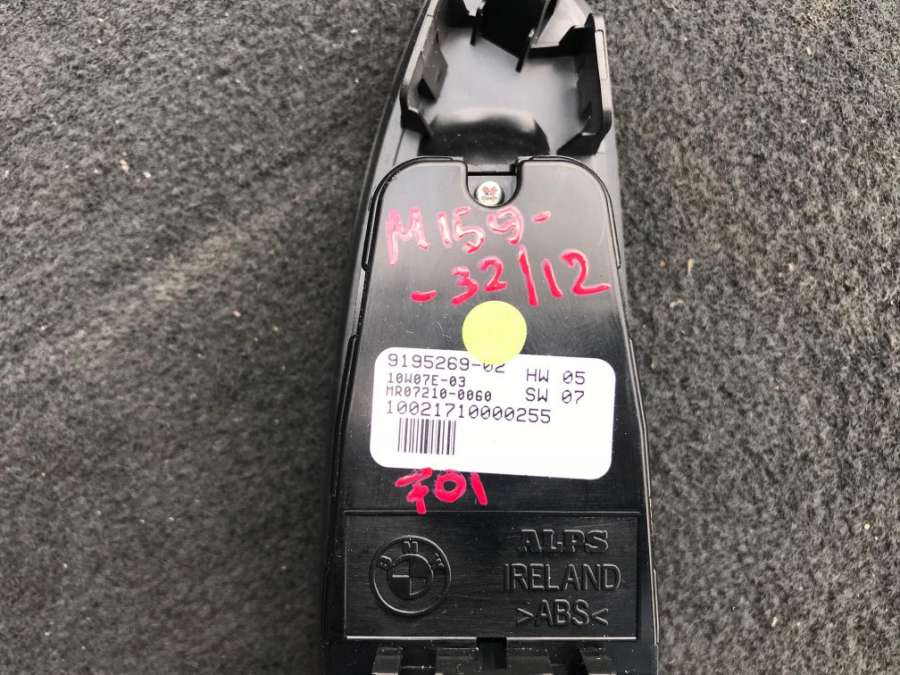 M159-
-32/12
9195269-02 HW 05
10W07E-03
MR07210-0060 SW 07
10021710000255
701
BMW
ALPS
IRELAND
>ABS<